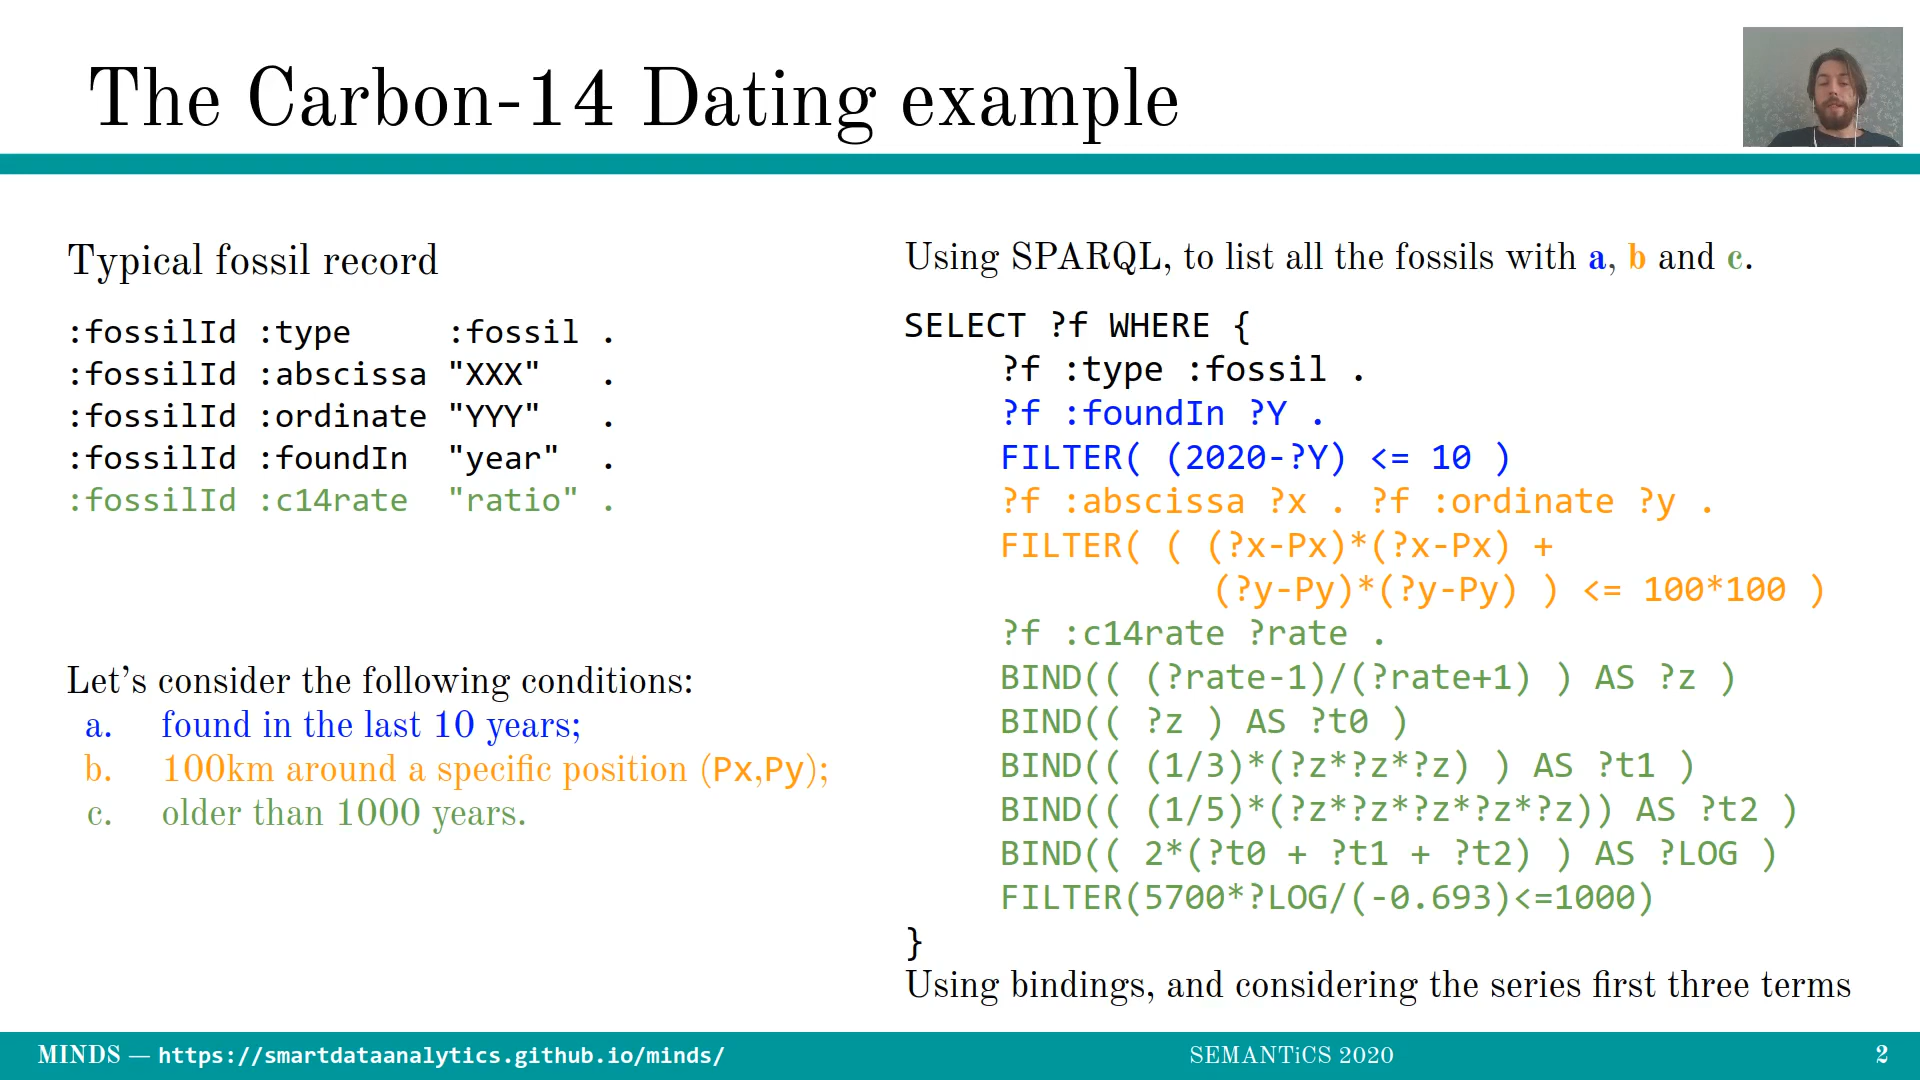 The Carbon-14 Dating example
Typical fossil record
:fossilId :type :fossil .
:fossilId :abscissa "XXX" .
:fossilId :ordinate "YYY" .
:fossilId :foundIn "year" .
:fossilId :c14rate "ratio" .
Let's consider the following conditions:
a. found in the last 10 years;
b. 100km around a specific position (Px,Py);
c. older than 1000 years.
Using SPARQL, to list all the fossils with a, b and c.
SELECT ?f WHERE {
?f :type :fossil .
?f :foundIn ?Y .
FILTER( (2020-?Y) <= 10 )
?f :abscissa ?x . ?f :ordinate ?y .
FILTER( ( (?x-Px)*(?x-Px) +
(?y-Py)*(?y-Py) ) <= 100*100 )
?f :c14rate ?rate .
BIND(( (?rate-1)/(?rate+1) ) AS ?z )
BIND(( ?z ) AS ?t0 )
BIND(( (1/3)*(?z*?z*?z) ) AS ?t1 )
BIND(( (1/5)*(?z*?z*?z*?z*?z)) AS ?t2 )
BIND(( 2*(?t0 + ?t1 + ?t2) ) AS ?LOG )
FILTER(5700*?LOG/(-0.693)<=1000)
}
Using bindings, and considering the series first three terms
MINDS — https://smartdataanalytics.github.io/minds/
SEMANTiCS 2020
2